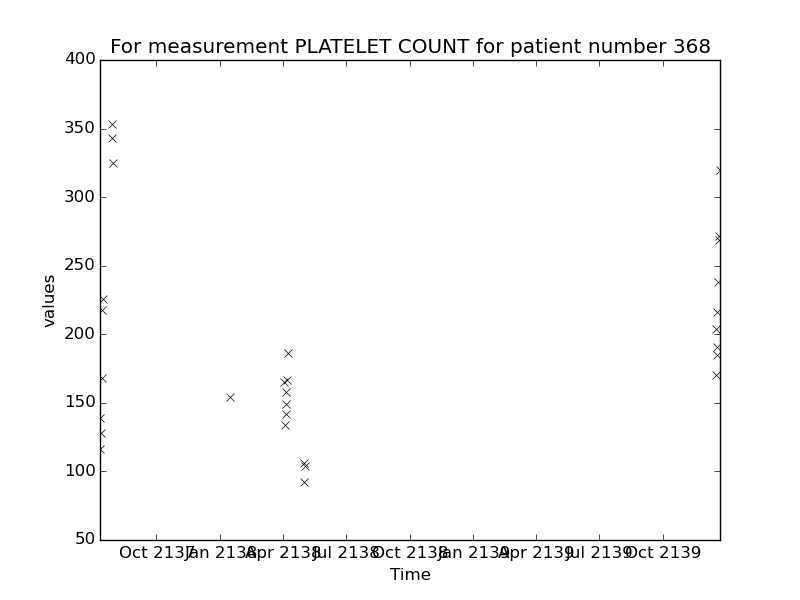 For measurement PLATELET COUNT for patient number 368
400
350
300
250
200
150
100
50
values
Oct 2137 Jan 2138 Apr 2138 Jul 2138 Oct 2138 Jan 2139 Apr 2139 Jul 2139 Oct 2139
Time